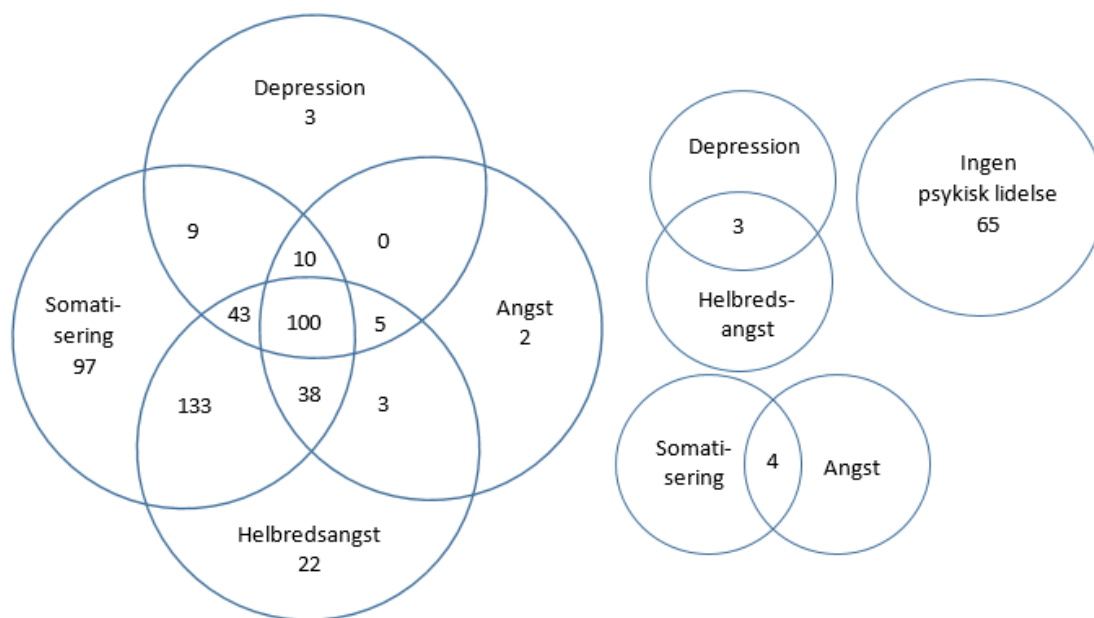 Depression
3
9
10
0
Somati-
sering
97
43
100
5
Angst
2
133
38
3
Helbredsangst
22
Depression
3
Helbreds-
angst
Somati-
sering
4
Angst
Ingen
psykisk lidelse
65